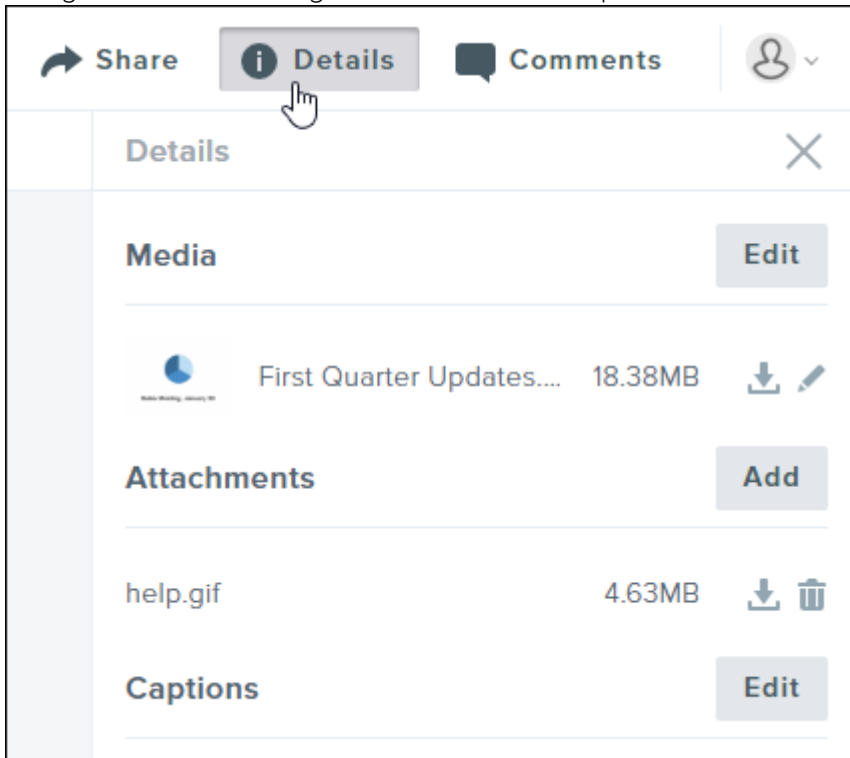 Share Details Comments
Details
Media Edit
First Quarter Updates.... 18.38MB
Attachments Add
help.gif 4.63MB
Captions Edit